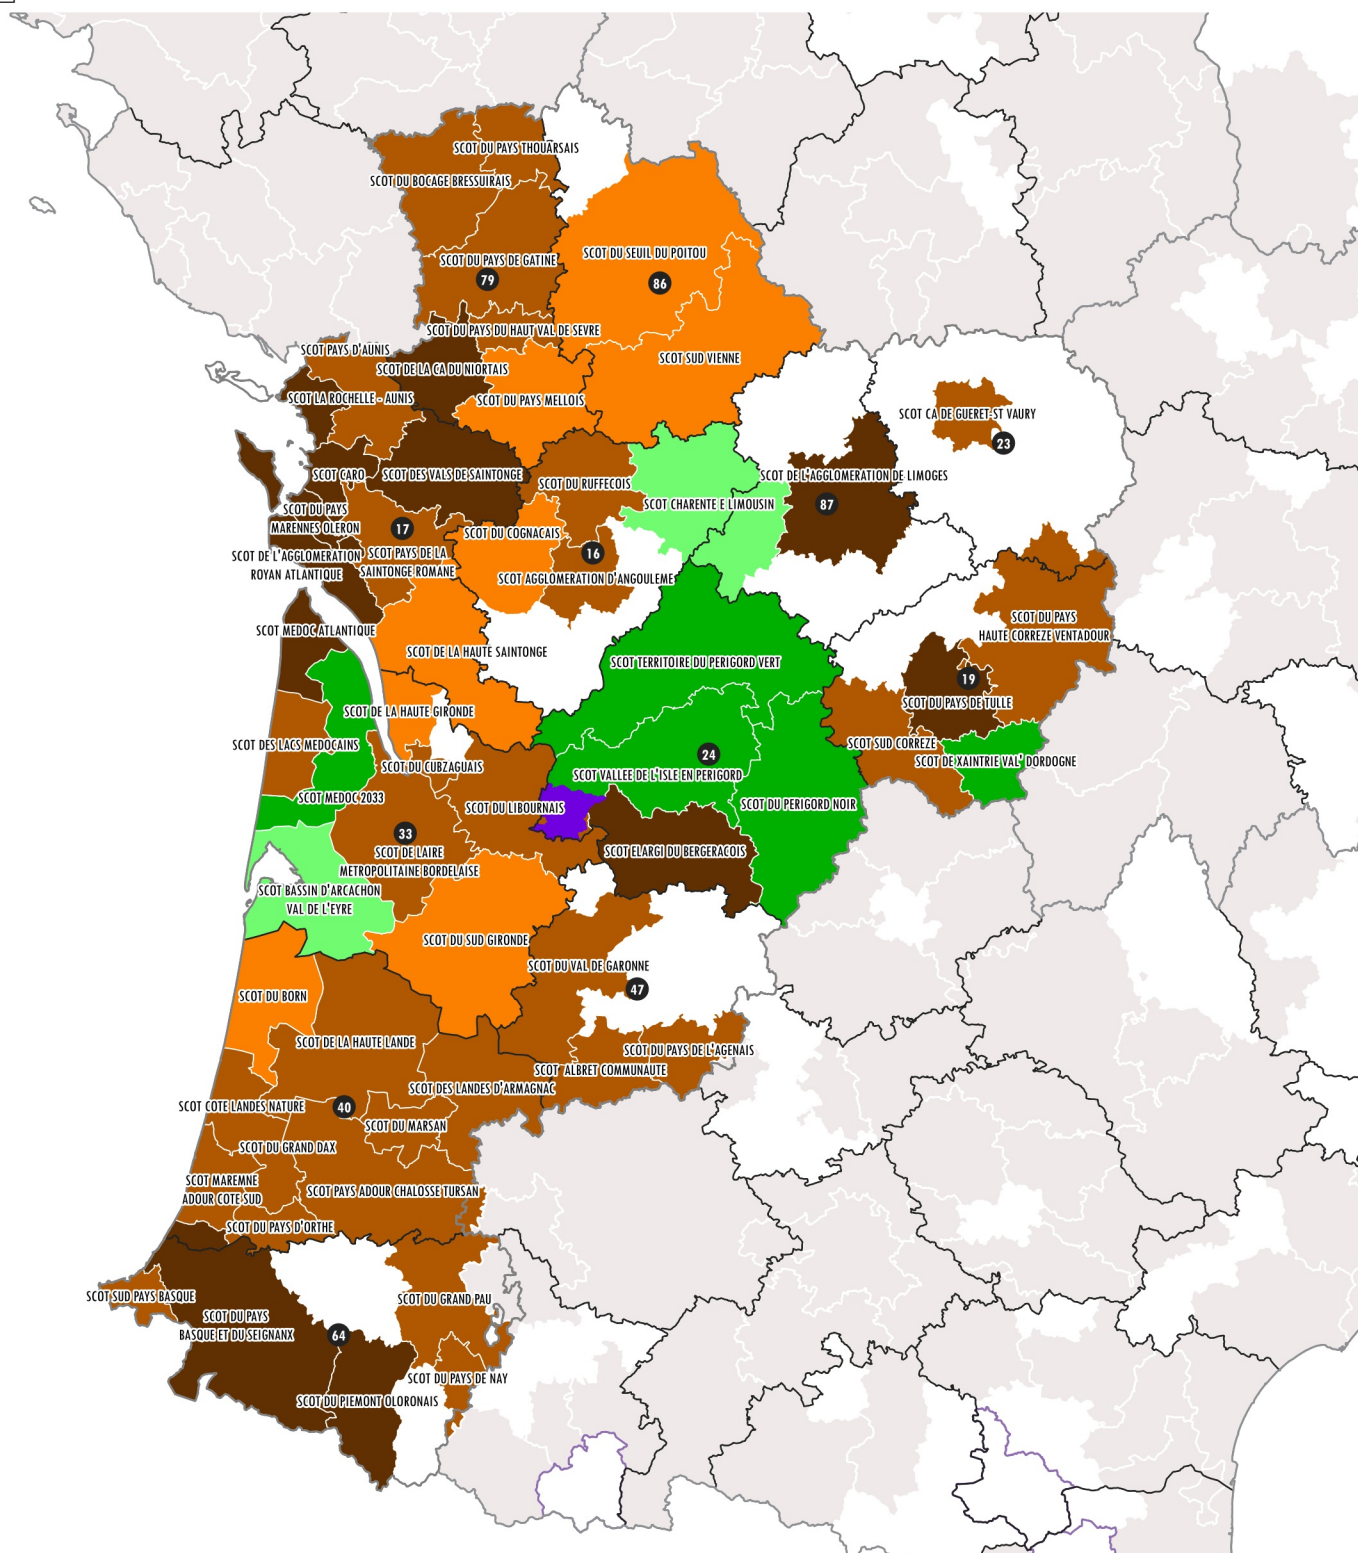 SCOT DU PAYS THOUARSAIS
SCOT DU BOCAGE BRESSUIRAIS
SCOT DU PAYS DE GATINE
79
SCOT DU SEUIL DU POITOU
86
SCOT DU PAYS DU HAUT VAL DE SEVRE
SCOT PAYS D'AUNIS
SCOT DE LA CA DU NIORTAIS
SCOT SUD VIENNE
SCOT LA ROCHELLE - AUNIS
SCOT DU PAYS MELLOIS
SCOT CA DE GUERET-ST VAURY
23
SCOT CARO
SCOT DES VALS DE SAINTONGE
SCOT DU RUFFECOIS
SCOT DE L'AGGLOMERATION DE LIMOGES
87
SCOT CHARENTE E LIMOUSIN
SCOT DU PAYS
MARENNES OLERON
17
SCOT DU COGNACAIS
16
SCOT DE L'AGGLOMERATION
ROYAN ATLANTIQUE
SCOT PAYS DE LA
SAINTONGE ROMANE
SCOT AGGLOMERATION D'ANGOULEME
SCOT MEDOC ATLANTIQUE
SCOT DE LA HAUTE SAINTONGE
SCOT TERRITOIRE DU PERIGORD VERT
SCOT DU PAYS
HAUTE CORREZE VENTADOUR
19
SCOT DU PAYS DE TULLE
SCOT DE LA HAUTE GIRONDE
SCOT DES LACS MEDOCAINS
SCOT SUD CORREZE
SCOT DE XAINTRIE VAL' DORDOGNE
24
SCOT DU CUBZAGUAIS
SCOT VALLEE DE L'ISLE EN PERIGORD
SCOT MEDOC 2033
SCOT DU LIBOURNAIS
SCOT DU PERIGORD NOIR
33
SCOT DE LAIRE
METROPOLITAINE BORDELAISE
SCOT ELARGI DU BERGERACOIS
SCOT BASSIN D'ARCACHON
VAL DE L'EYRE
SCOT DU SUD GIRONDE
SCOT DU VAL DE GARONNE
47
SCOT DU BORN
SCOT DE LA HAUTE LANDE
SCOT DU PAYS DE L'AGENAIS
SCOT ALBRET COMMUNAUTE
SCOT DES LANDES D'ARMAGNAC
SCOT COTE LANDES NATURE
40
SCOT DU MARSAN
SCOT DU GRAND DAX
SCOT MAREMNE
ADOUR COTE SUD
SCOT PAYS ADOUR CHALOSSE TURSAN
SCOT DU PAYS D'ORTHE
SCOT SUD PAYS BASQUE
SCOT DU GRAND PAU
SCOT DU PAYS
BASQUE ET DU SEIGNANX
64
SCOT DU PAYS DE NAY
SCOT DU PIEMONT OLORONAIS